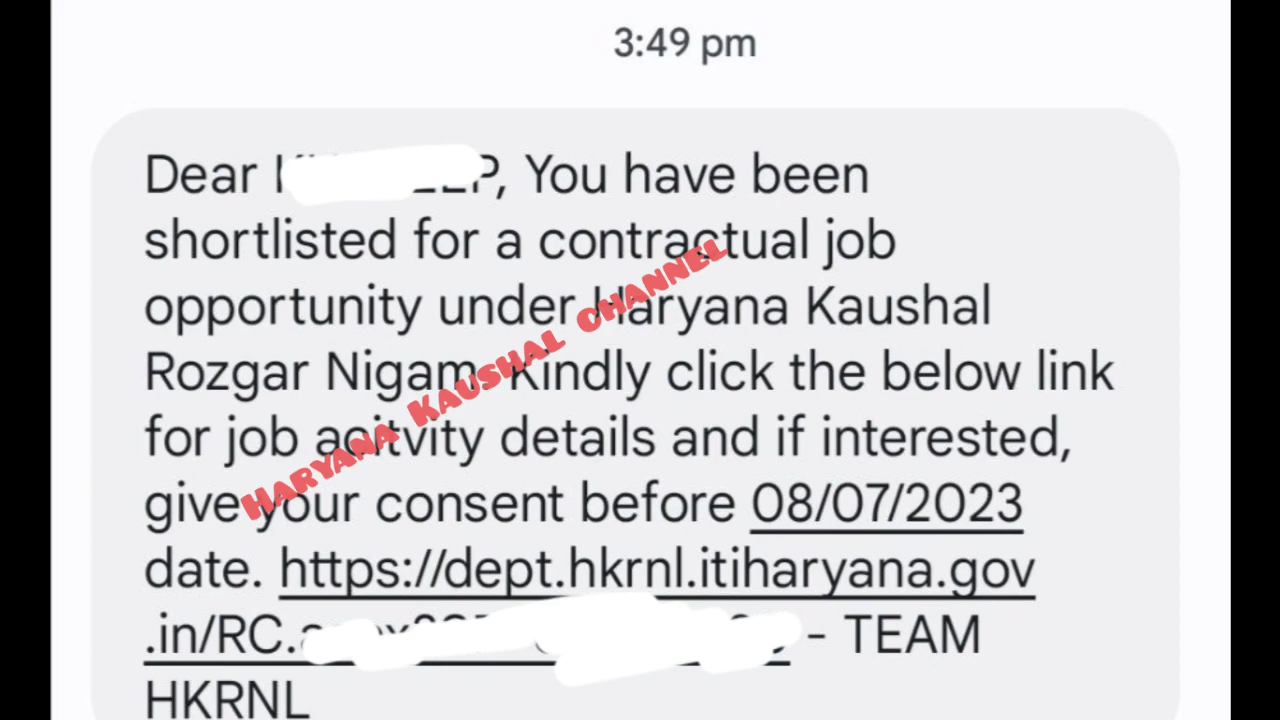 3:49 pm
Dear You have been
shortlisted for a contractual job
opportunity under Haryana Kaushal
Rozgar Nigam. Kindly click the below link
for job acitvity details and if interested,
give your consent before 08/07/2023
date. https://dept.hkrnl.itiharyana.gov
.in/RC. - TEAM
HKRNL
HARYANA KAUSHAL CHANNEL